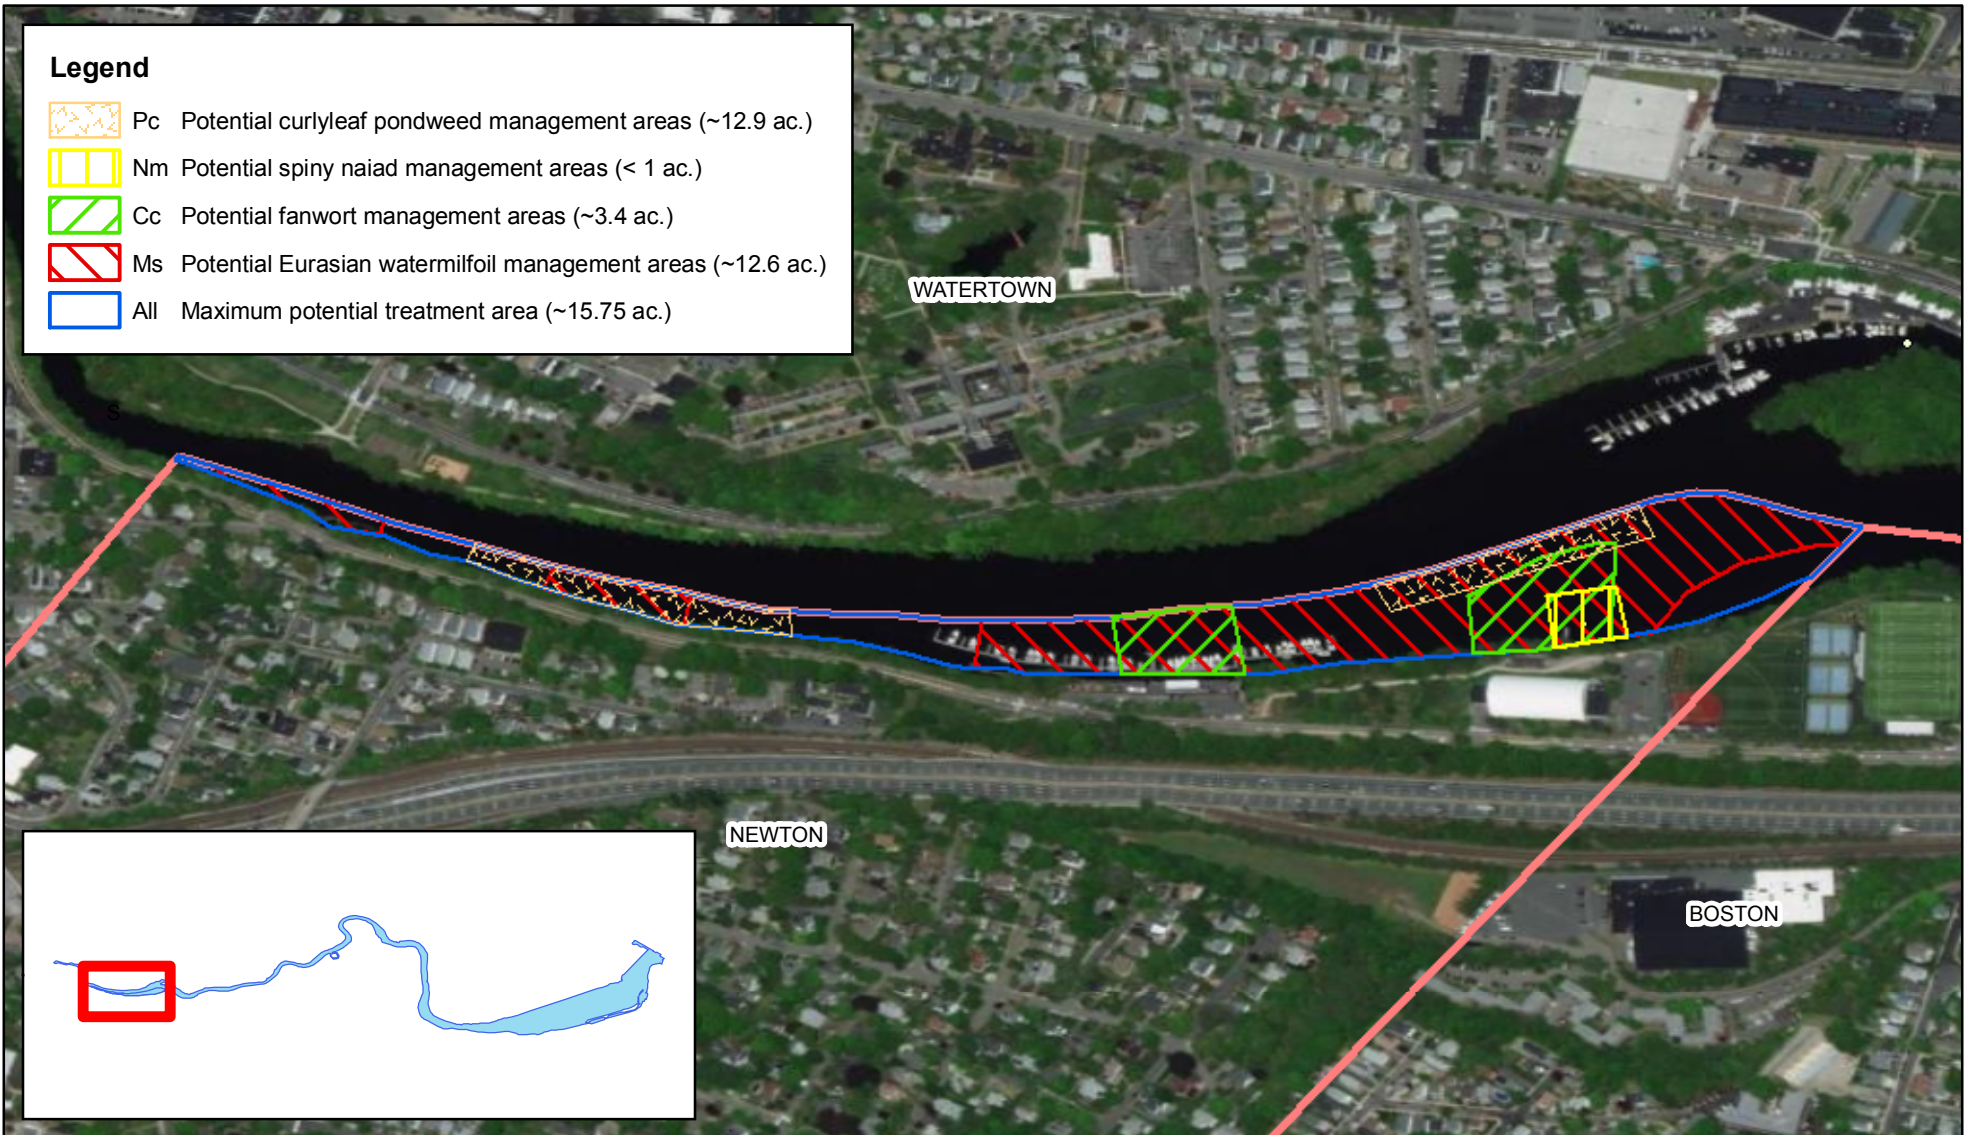 Legend
Pc Potential curlyleaf pondweed management areas (~12.9 ac.)
Nm Potential spiny naiad management areas (< 1 ac.)
Cc Potential fanwort management areas (~3.4 ac.)
Ms Potential Eurasian watermilfoil management areas (~12.6 ac.)
All Maximum potential treatment area (~15.75 ac.)
WATERTOWN
S
NEWTON
BOSTON